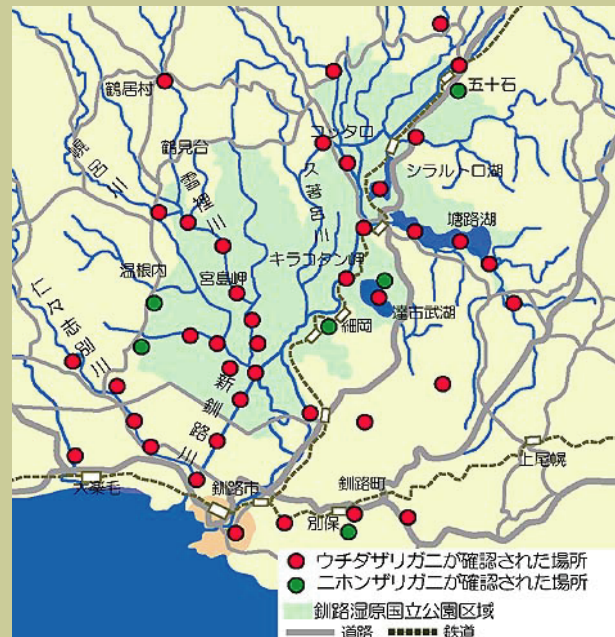 五十石
鶴居村
コッタロ
鶴見台
シラルトロ湖
雪裡川
久著呂川
塘路湖
温根内
キラコタン岬
宮島岬
達古武湖
細岡
仁々志別川
新釧路川
上尾幌
大楽毛
釧路市
釧路町
別保
ウチダザリガニが確認された場所
ニホンザリガニが確認された場所
釧路湿原国立公園区域
道路
鉄道